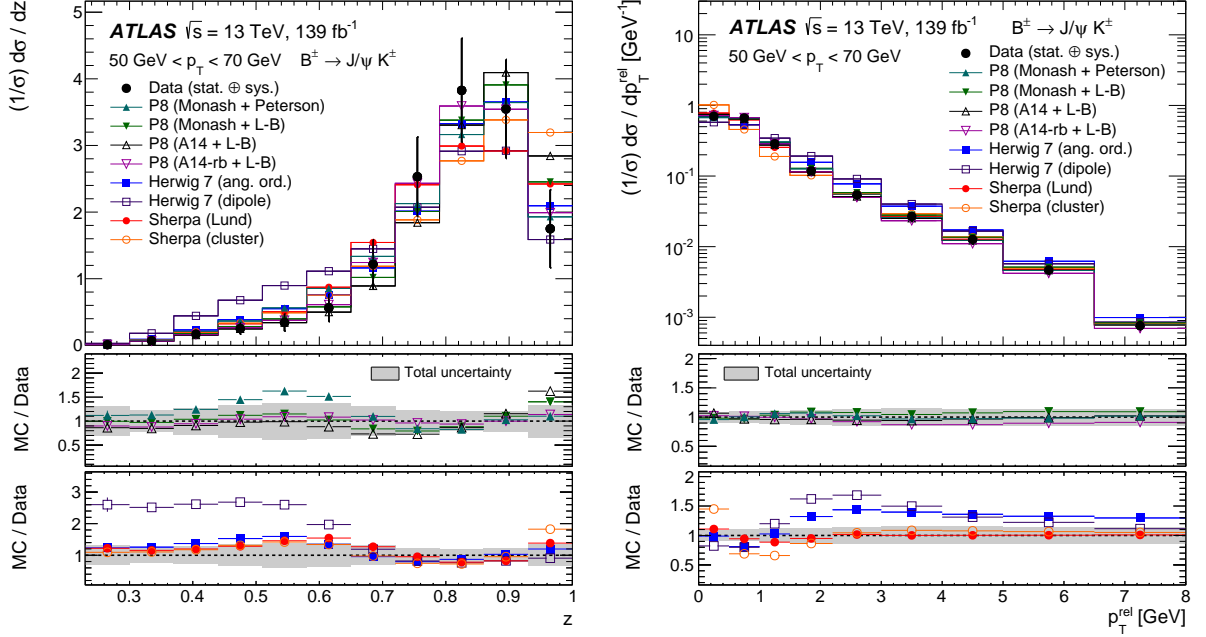 ATLAS √s = 13 TeV, 139 fb⁻¹
50 GeV < p_T < 70 GeV B± → J/ψ K±
Data (stat. ⊕ sys.)
P8 (Monash + Peterson)
P8 (Monash + L-B)
P8 (A14 + L-B)
P8 (A14-rb + L-B)
Herwig 7 (ang. ord.)
Herwig 7 (dipole)
Sherpa (Lund)
Sherpa (cluster)
(1/σ) dσ / dz
5
4
3
2
1
0
MC / Data
2
1.5
1
0.5
Total uncertainty
MC / Data
3
2
1
0.3 0.4 0.5 0.6 0.7 0.8 0.9 1
z
ATLAS √s = 13 TeV, 139 fb⁻¹
B± → J/ψ K±
50 GeV < p_T < 70 GeV
Data (stat. ⊕ sys.)
P8 (Monash + Peterson)
P8 (Monash + L-B)
P8 (A14 + L-B)
P8 (A14-rb + L-B)
Herwig 7 (ang. ord.)
Herwig 7 (dipole)
Sherpa (Lund)
Sherpa (cluster)
(1/σ) dσ / dp_T^rel [GeV⁻¹]
10
1
10⁻¹
10⁻²
10⁻³
MC / Data
2
1.5
1
0.5
Total uncertainty
MC / Data
2
1.5
1
0.5
0 1 2 3 4 5 6 7 8
p_T^rel [GeV]